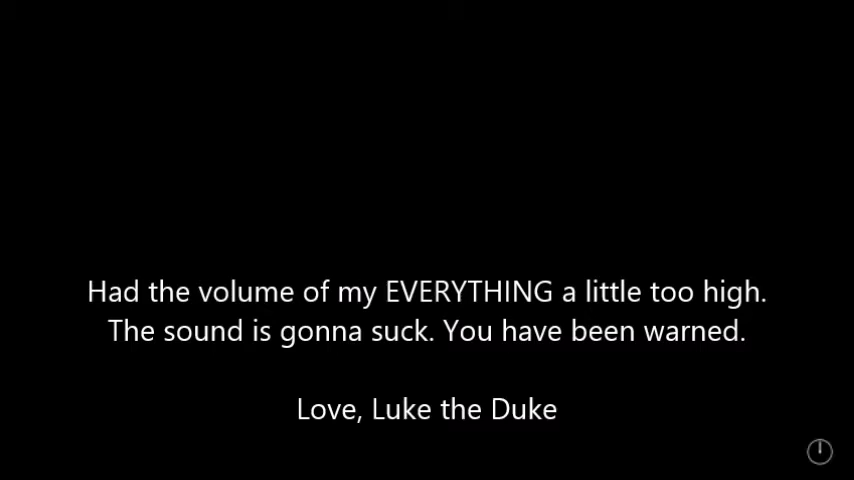 Had the volume of my EVERYTHING a little too high.
The sound is gonna suck. You have been warned.
Love, Luke the Duke